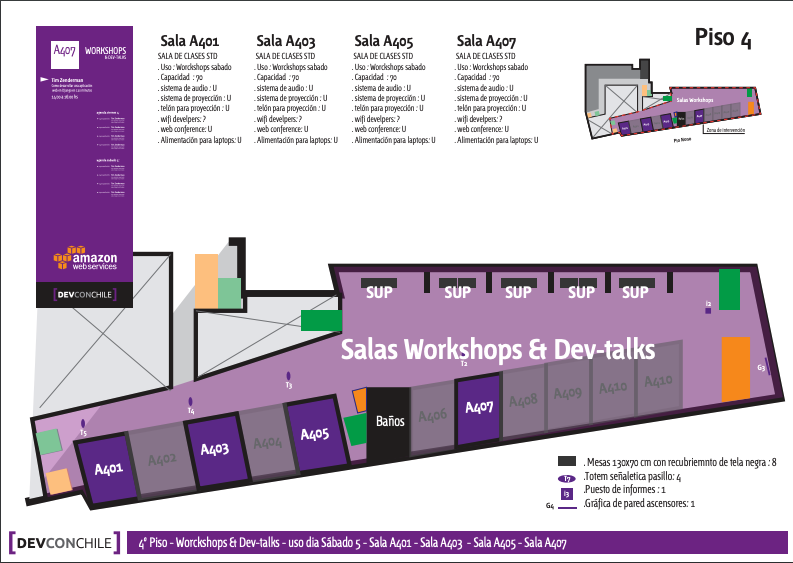 A407
WORKSHOPS
& DEV-TALKS
Tim Zenderman
amazon
web services
[DEVCONCHILE]
Sala A401
SALA DE CLASES STD
. Uso : Worckshops sabado
. Capacidad : 70
. sistema de audio : U
. sistema de proyección : U
. telón para proyección : U
. wifi develpers: ?
. web conference: U
. Alimentación para laptops: U
Sala A403
SALA DE CLASES STD
. Uso : Worckshops sabado
. Capacidad : 70
. sistema de audio : U
. sistema de proyección : U
. telón para proyección : U
. wifi develpers: ?
. web conference: U
. Alimentación para laptops: U
Sala A405
SALA DE CLASES STD
. Uso : Worckshops sabado
. Capacidad : 70
. sistema de audio : U
. sistema de proyección : U
. telón para proyección : U
. wifi develpers: ?
. web conference: U
. Alimentación para laptops: U
Sala A407
SALA DE CLASES STD
. Uso : Worckshops sabado
. Capacidad : 70
. sistema de audio : U
. sistema de proyección : U
. telón para proyección : U
. wifi develpers: ?
. web conference: U
. Alimentación para laptops: U
Piso 4
Salas Workshops
Zona de Intervención
SUP SUP SUP SUP SUP
i2
Salas Workshops & Dev-talks
T2
G3
T3
T4
T5
A401 A402 A403 A404 A405 Baños A406 A407 A408 A409 A410 A410
. Mesas 130x70 cm con recubriemnto de tela negra : 8
T7 .Totem señaletica pasillo: 4
i3 .Puesto de informes : 1
G4 .Gráfica de pared ascensores: 1
[DEVCONCHILE]
4º Piso - Worckshops & Dev-talks - uso dia Sábado 5 - Sala A401 - Sala A403 - Sala A405 - Sala A407